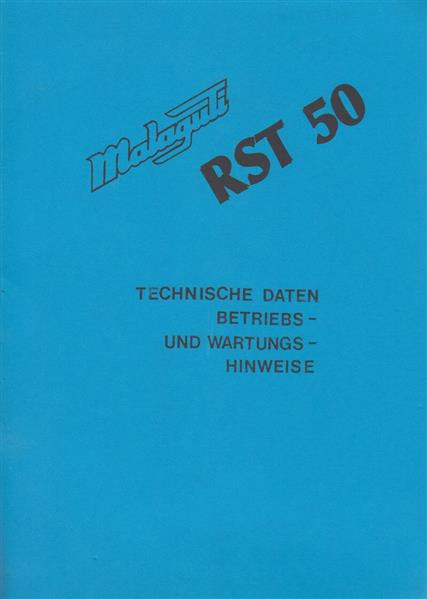 Malaguti
RST 50
TECHNISCHE DATEN
BETRIEBS-
UND WARTUNGS-
HINWEISE